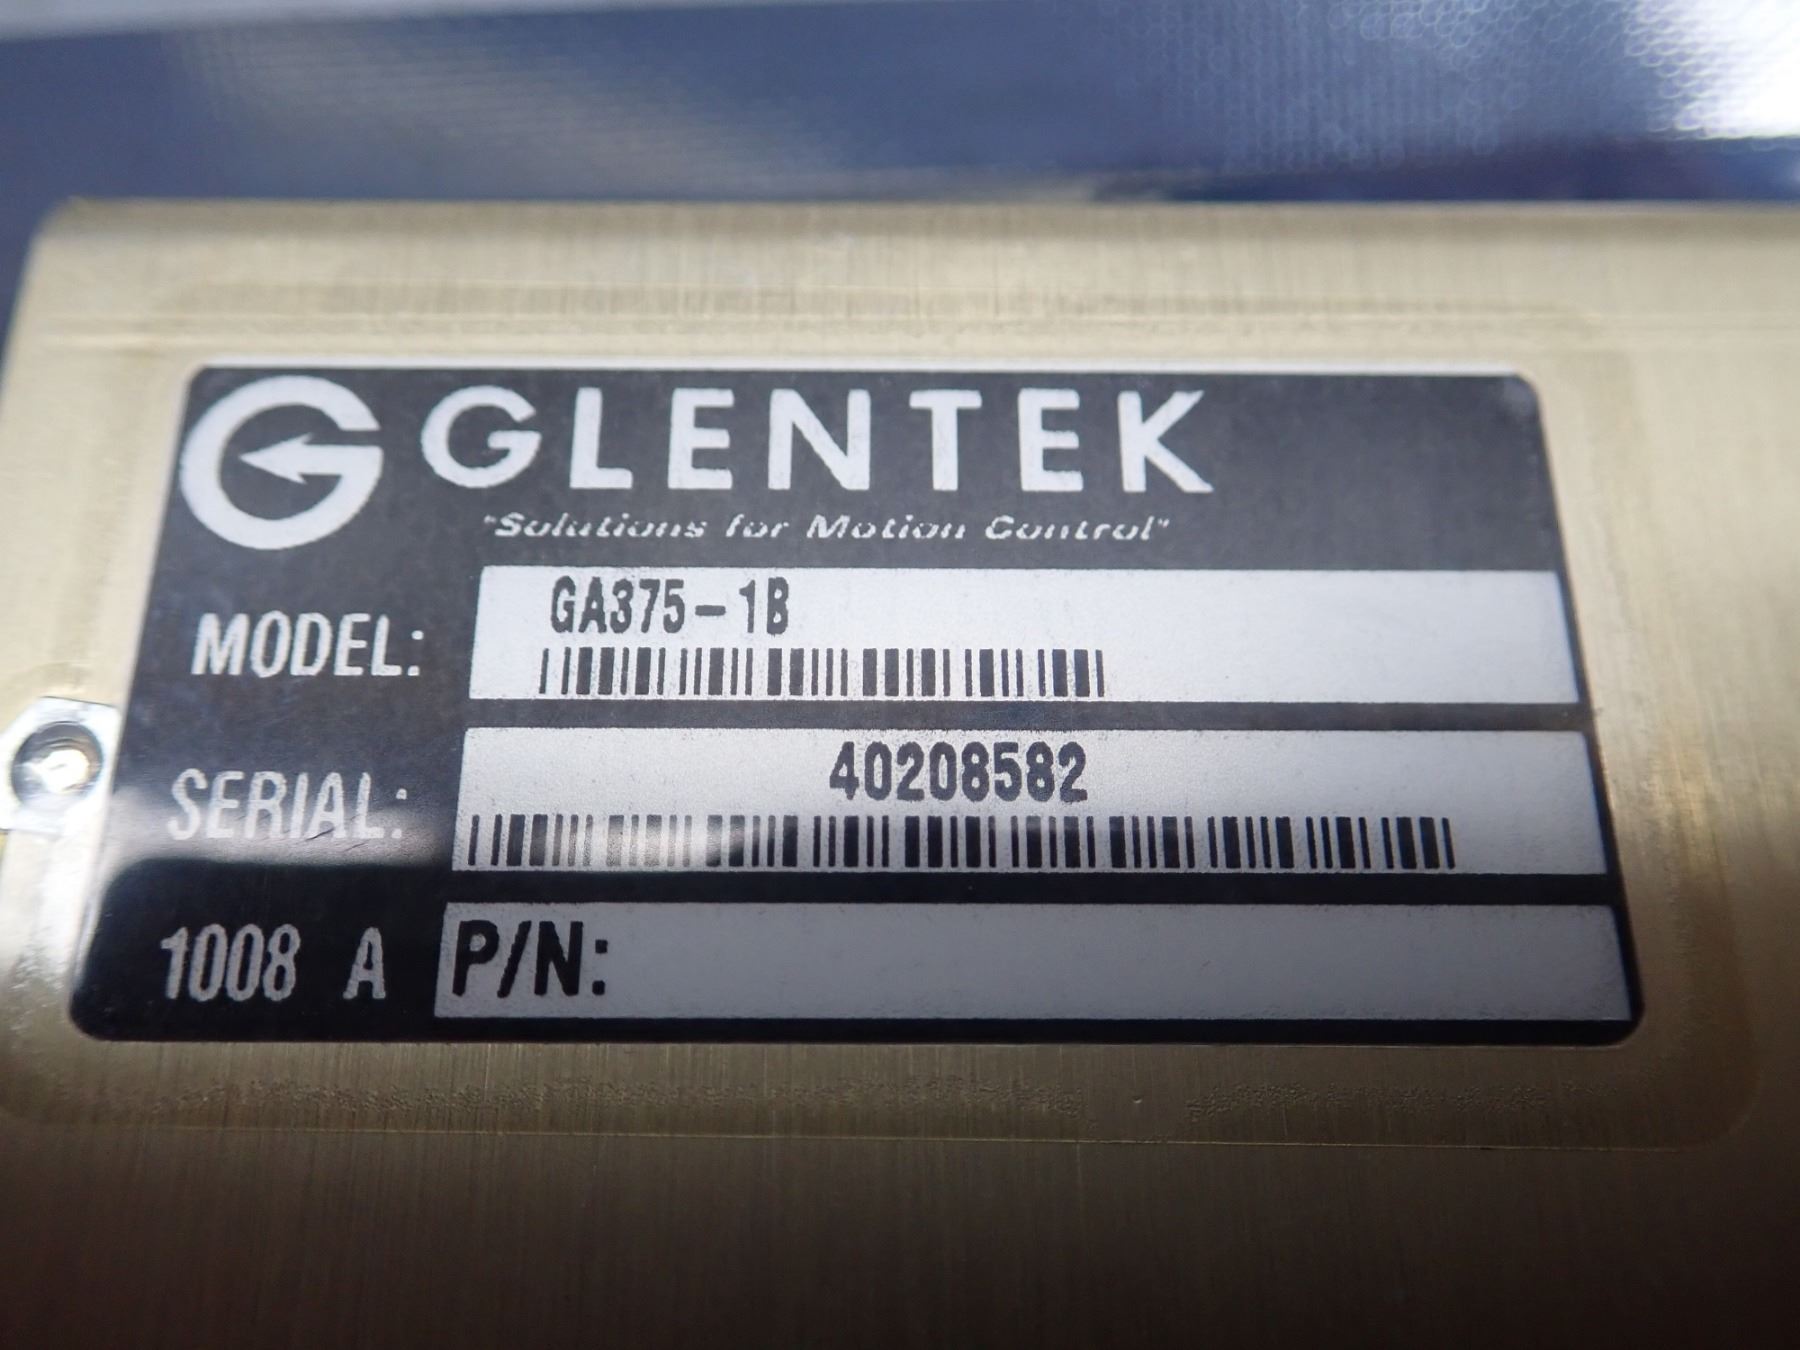 GLENTEK
"Solutions for Motion Control"
MODEL: GA375-1B
SERIAL: 40208582
1008 A P/N: